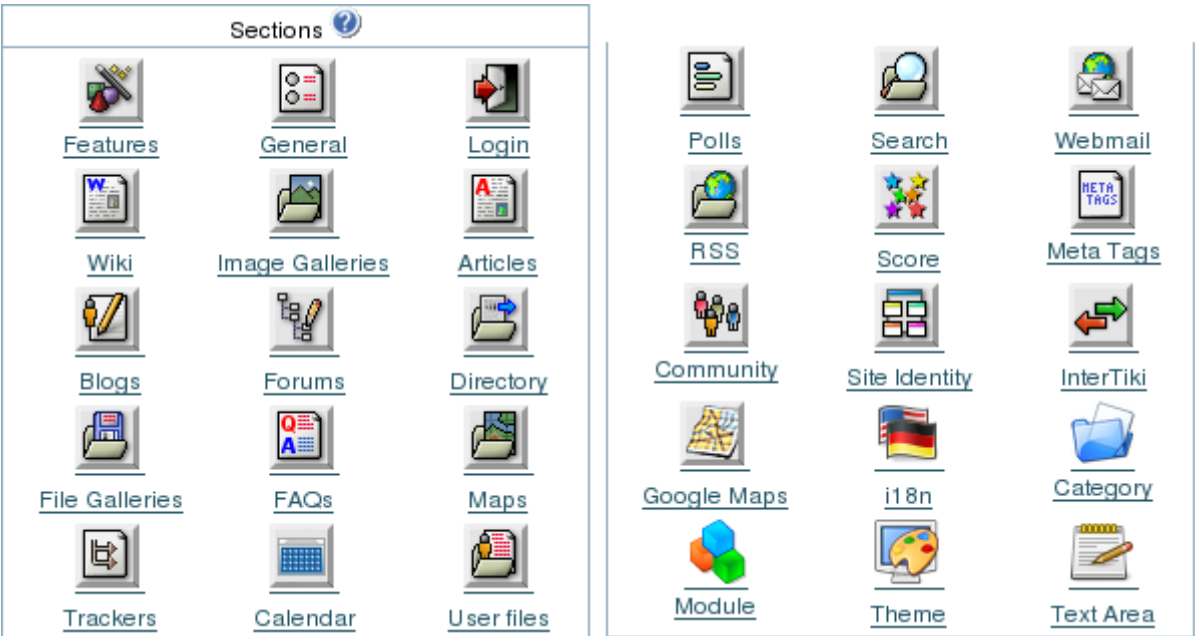 Sections
Features General Login
Wiki Image Galleries Articles
Blogs Forums Directory
File Galleries FAQs Maps
Trackers Calendar User files
Polls Search Webmail
RSS Score Meta Tags
Community Site Identity InterTiki
Google Maps i18n Category
Module Theme Text Area
W
A
Q
A
META
TAGS
?